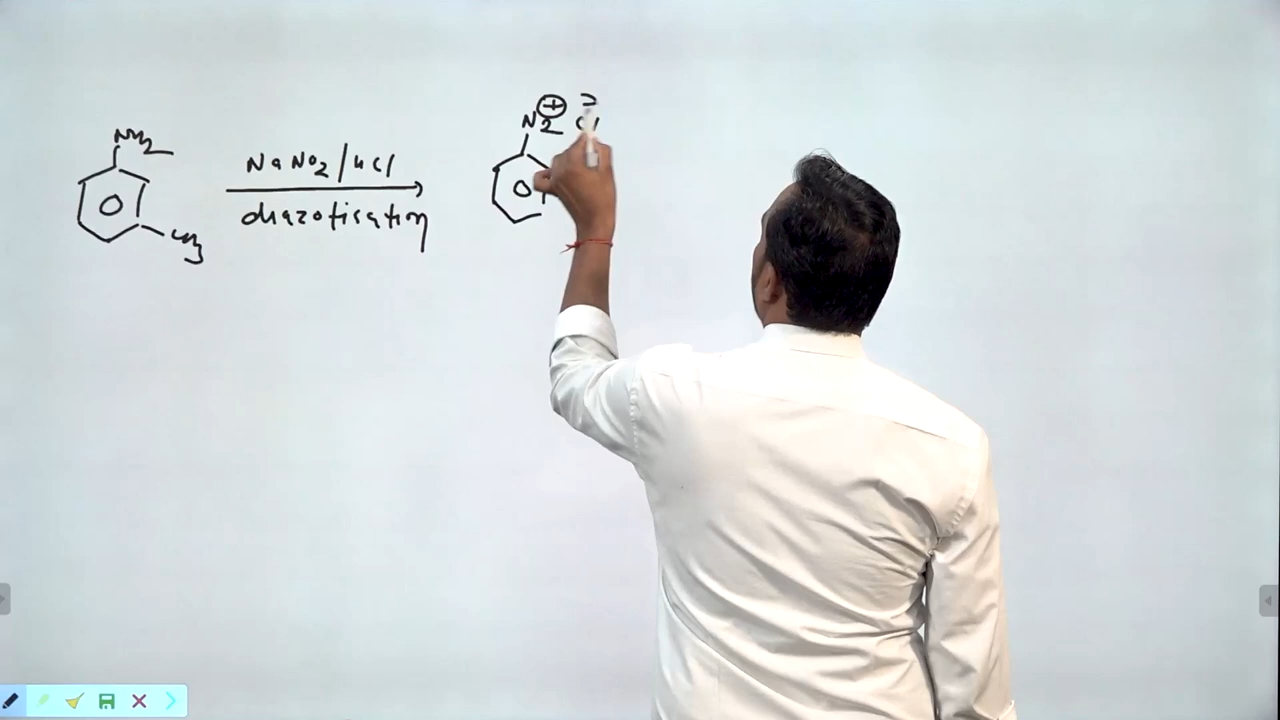 NH2
NaNO2/HCl
diazotisation
CH3
N2 ⊕